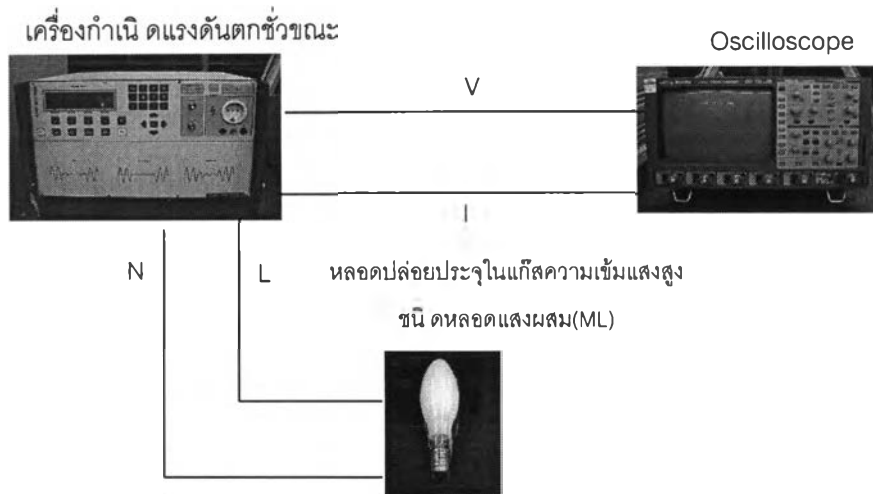 เครื่องกำเนิ ดแรงดันตกชั่วขณะ
Oscilloscope
V
I
N
L
หลอดปล่อยประจุในแก๊สความเข้มแสงสูง
ชนิ ดหลอดแสงผสม(ML)